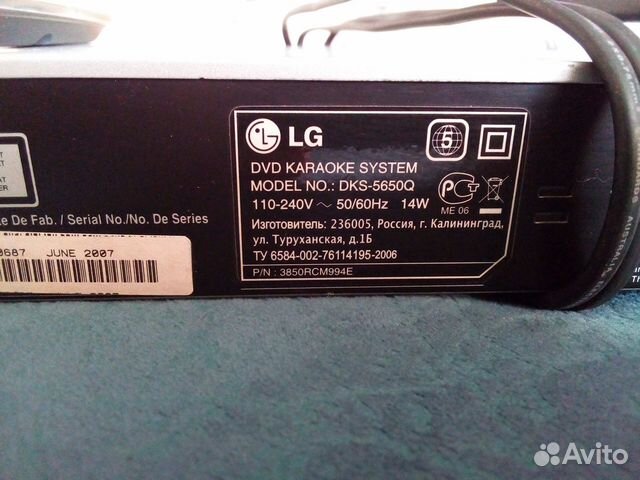 LG
5
DVD KARAOKE SYSTEM
MODEL NO.: DKS-5650Q
110-240V ~ 50/60Hz 14W
ME 06
Изготовитель: 236005, Россия, г. Калининград,
ул. Туруханская, д.1Б
ТУ 6584-002-76114195-2006
P/N : 3850RCM994E
De Fab. / Serial No./No. De Series
0687 JUNE 2007
Avito